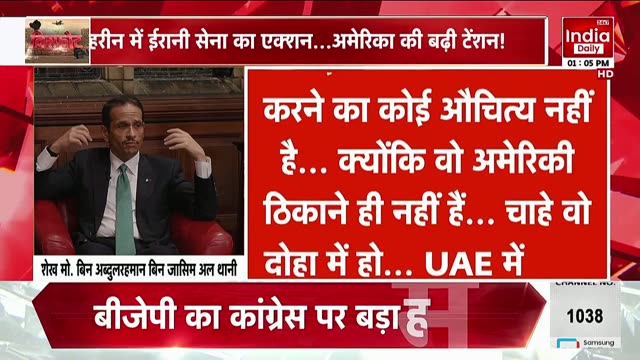 हरीन में ईरानी सेना का एक्शन...अमेरिका की बढ़ी टेंशन!
India
Daily
24x7
01:05 PM
HD
करने का कोई औचित्य नहीं
है... क्योंकि वो अमेरिकी
ठिकाने ही नहीं हैं... चाहे वो
दोहा में हो... UAE में
शेख मो. बिन अब्दुलरहमान बिन जासिम अल थानी
बीजेपी का कांग्रेस पर बड़ा ह
CHANNEL NO.
1038
Samsung